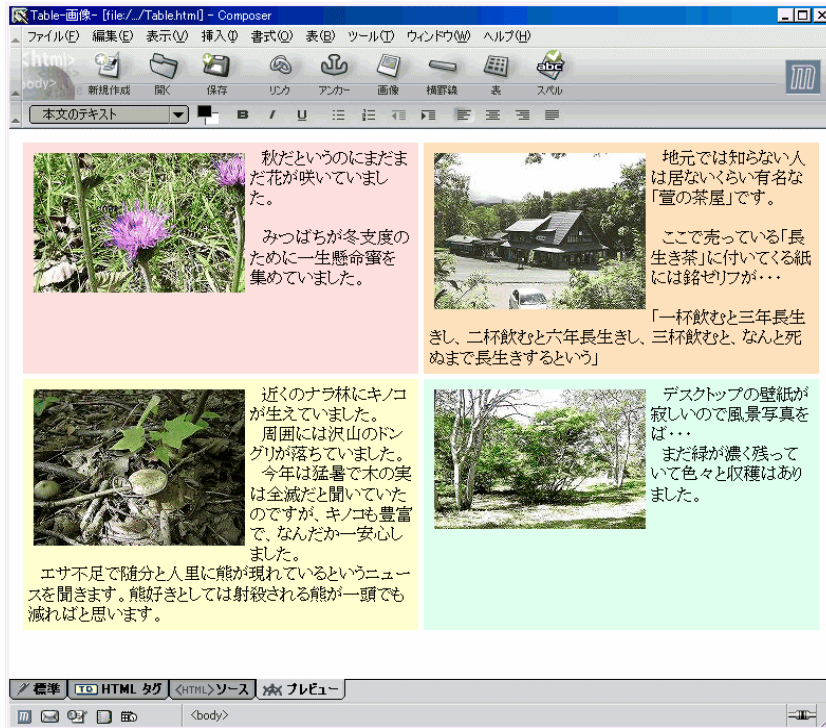 Table-画像- [file:/.../Table.html] - Composer
ファイル(F) 編集(E) 表示(V) 挿入(I) 書式(O) 表(B) ツール(T) ウィンドウ(W) ヘルプ(H)
新規作成 開く 保存 リンク アンカー 画像 横罫線 表 スペル
本文のテキスト B I U
秋だというのにまだま
だ花が咲いていまし
た。
みつばちが冬支度の
ために一生懸命蜜を
集めていました。
地元では知らない人
は居ないくらい有名な
「萱の茶屋」です。
ここで売っている「長
生き茶」に付いてくる紙
には銘ゼリフが・・・
「一杯飲むと三年長生
きし、二杯飲むと六年長生きし、三杯飲むと、なんと死
ぬまで長生きするという」
近くのナラ林にキノコ
が生えていました。
周囲には沢山のドン
グリが落ちていました。
今年は猛暑で木の実
は全滅だと聞いていた
のですが、キノコも豊富
で、なんだか一安心し
ました。
エサ不足で随分と人里に熊が現れているというニュー
スを聞きます。熊好きとしては射殺される熊が一頭でも
減ればと思います。
デスクトップの壁紙が
寂しいので風景写真を
ば・・・
まだ緑が濃く残って
いて色々と収穫はあり
ました。
標準 TD HTML タグ <HTML>ソース プレビュー
<body>